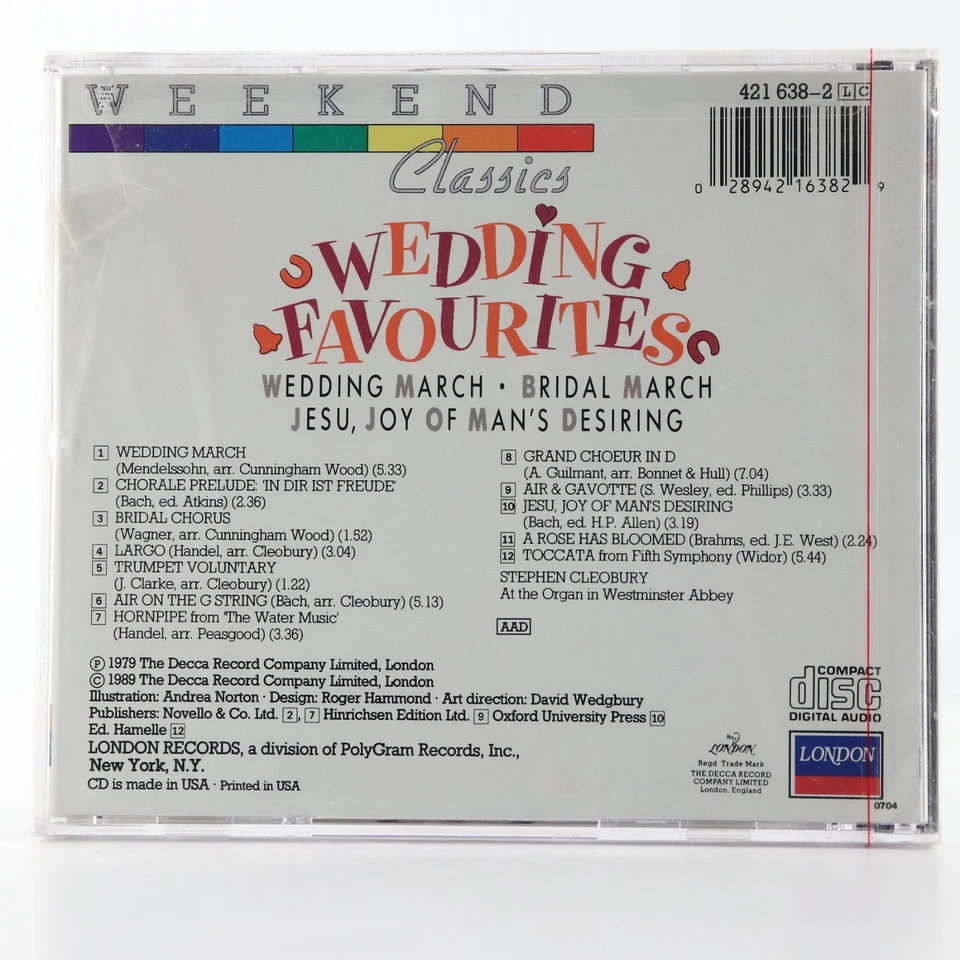 WEEKEND
Classics
421 638-2 LC
0 28942 16382 9
WEDDING
FAVOURITES
WEDDING MARCH · BRIDAL MARCH
JESU, JOY OF MAN'S DESIRING
1 WEDDING MARCH
(Mendelssohn, arr. Cunningham Wood) (5.33)
2 CHORALE PRELUDE: 'IN DIR IST FREUDE'
(Bach, ed. Atkins) (2.36)
3 BRIDAL CHORUS
(Wagner, arr. Cunningham Wood) (1.52)
4 LARGO (Handel, arr. Cleobury) (3.04)
5 TRUMPET VOLUNTARY
(J. Clarke, arr. Cleobury) (1.22)
6 AIR ON THE G STRING (Bach, arr. Cleobury) (5.13)
7 HORNPIPE from 'The Water Music'
(Handel, arr. Peasgood) (3.36)
8 GRAND CHOEUR IN D
(A. Guilmant, arr. Bonnet & Hull) (7.04)
9 AIR & GAVOTTE (S. Wesley, ed. Phillips) (3.33)
10 JESU, JOY OF MAN'S DESIRING
(Bach, ed. H.P. Allen) (3.19)
11 A ROSE HAS BLOOMED (Brahms, ed. J.E. West) (2.24)
12 TOCCATA from Fifth Symphony (Widor) (5.44)
STEPHEN CLEOBURY
At the Organ in Westminster Abbey
AAD
Ⓟ 1979 The Decca Record Company Limited, London
© 1989 The Decca Record Company Limited, London
Illustration: Andrea Norton · Design: Roger Hammond · Art direction: David Wedgbury
Publishers: Novello & Co. Ltd. 2, 7 Hinrichsen Edition Ltd. 9 Oxford University Press 10
Ed. Hamelle 12
LONDON RECORDS, a division of PolyGram Records, Inc.,
New York, N.Y.
CD is made in USA · Printed in USA
COMPACT
disc
DIGITAL AUDIO
LONDON
Regd. Trade Mark
THE DECCA RECORD
COMPANY LIMITED
London, England
LONDON
0704